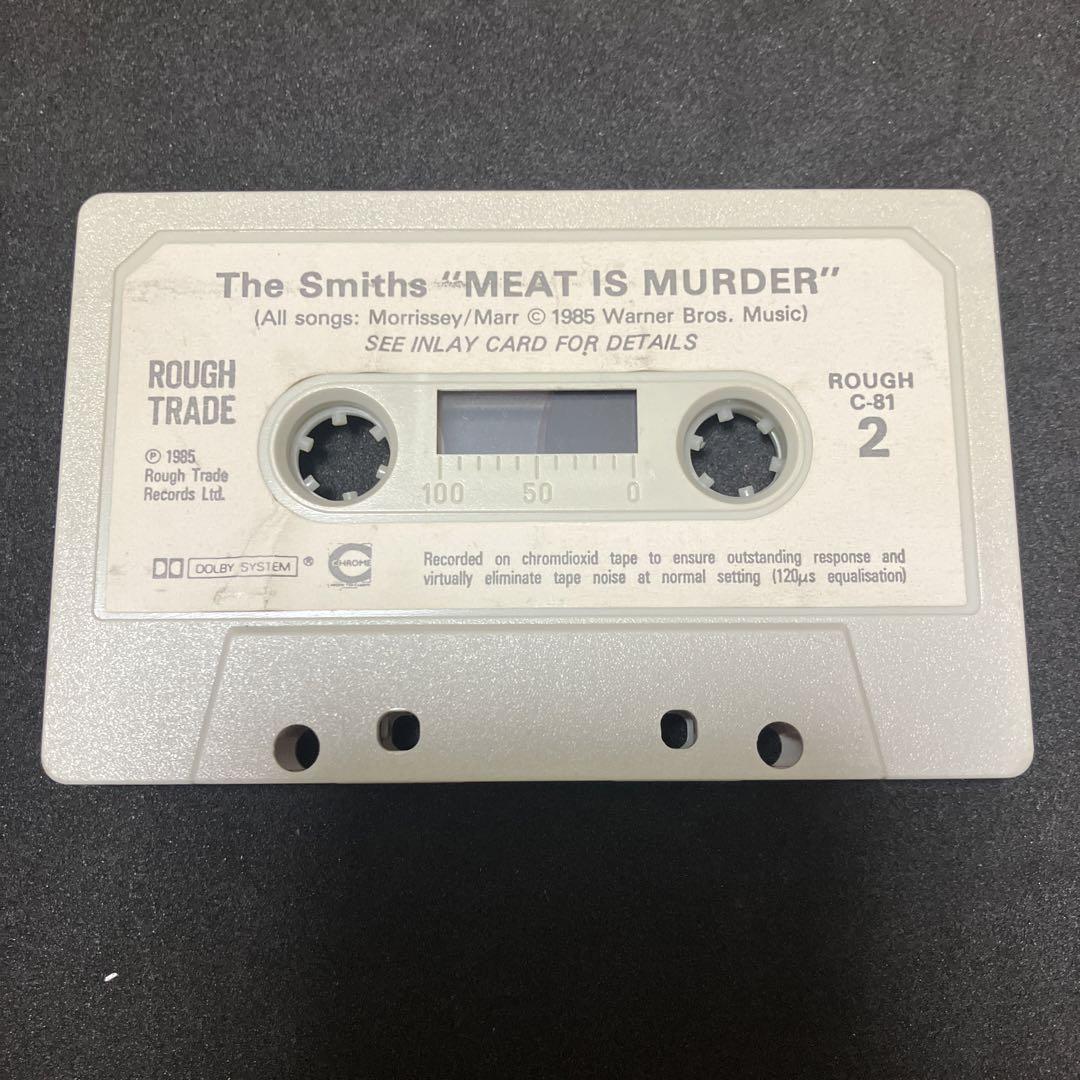 The Smiths "MEAT IS MURDER"
(All songs: Morrissey/Marr © 1985 Warner Bros. Music)
SEE INLAY CARD FOR DETAILS
ROUGH
TRADE
℗ 1985
Rough Trade
Records Ltd.
100 50 0
ROUGH
C-81
2
DOLBY SYSTEM ®
CHROME
Recorded on chromdioxid tape to ensure outstanding response and
virtually eliminate tape noise at normal setting (120µs equalisation)